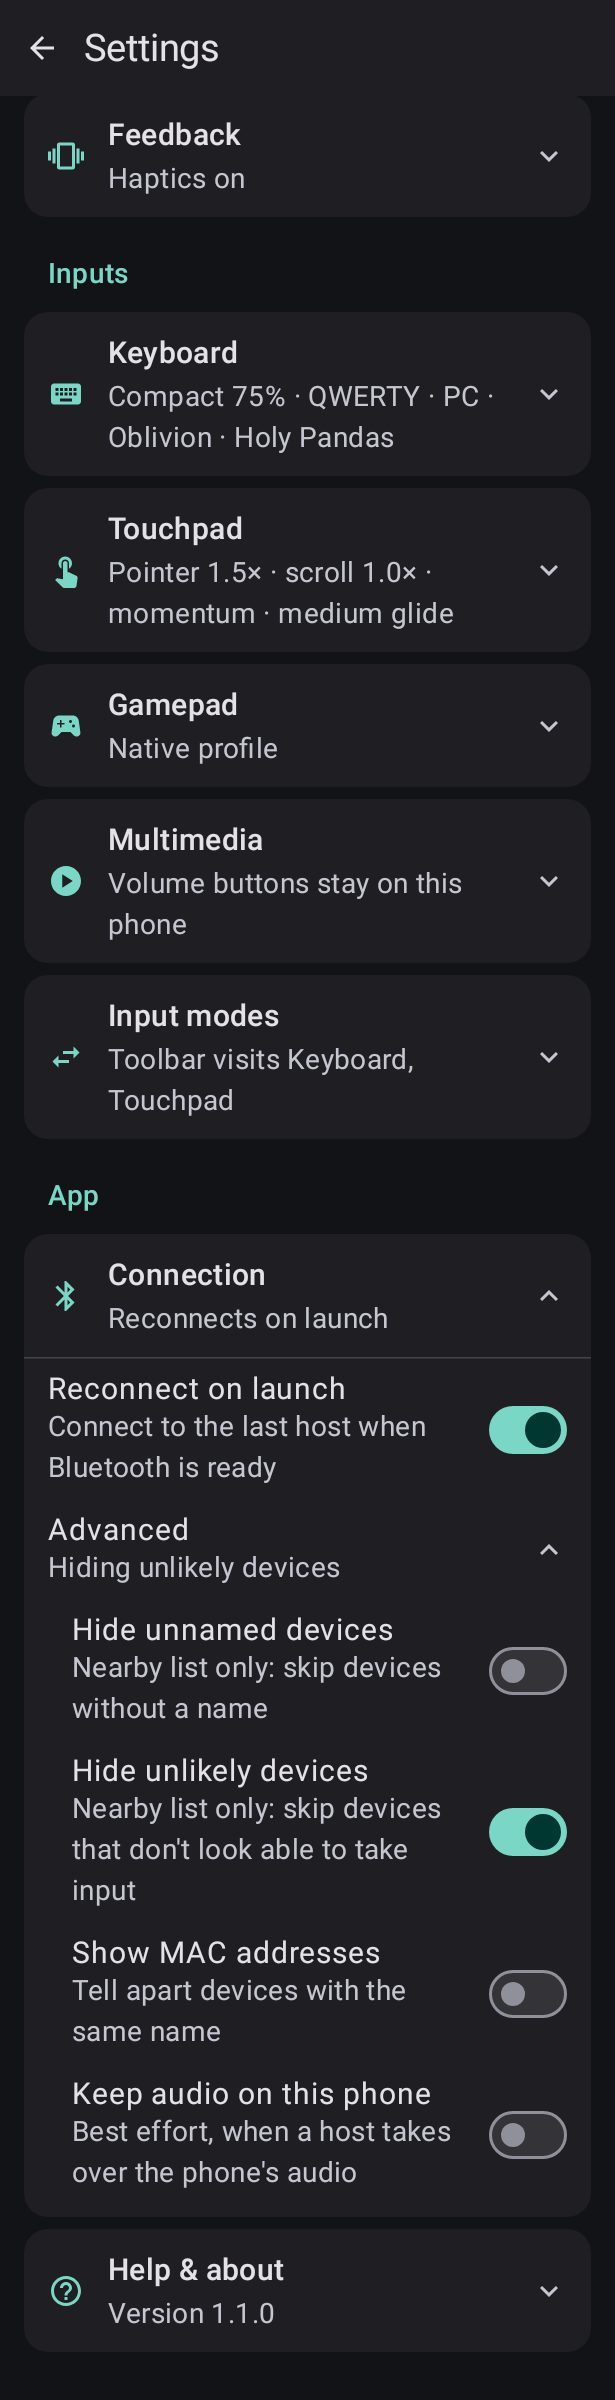 Settings
Feedback
Haptics on
Inputs
Keyboard
Compact 75% · QWERTY · PC ·
Oblivion · Holy Pandas
Touchpad
Pointer 1.5× · scroll 1.0× ·
momentum · medium glide
Gamepad
Native profile
Multimedia
Volume buttons stay on this
phone
Input modes
Toolbar visits Keyboard,
Touchpad
App
Connection
Reconnects on launch
Reconnect on launch
Connect to the last host when
Bluetooth is ready
Advanced
Hiding unlikely devices
Hide unnamed devices
Nearby list only: skip devices
without a name
Hide unlikely devices
Nearby list only: skip devices
that don't look able to take
input
Show MAC addresses
Tell apart devices with the
same name
Keep audio on this phone
Best effort, when a host takes
over the phone's audio
Help & about
Version 1.1.0